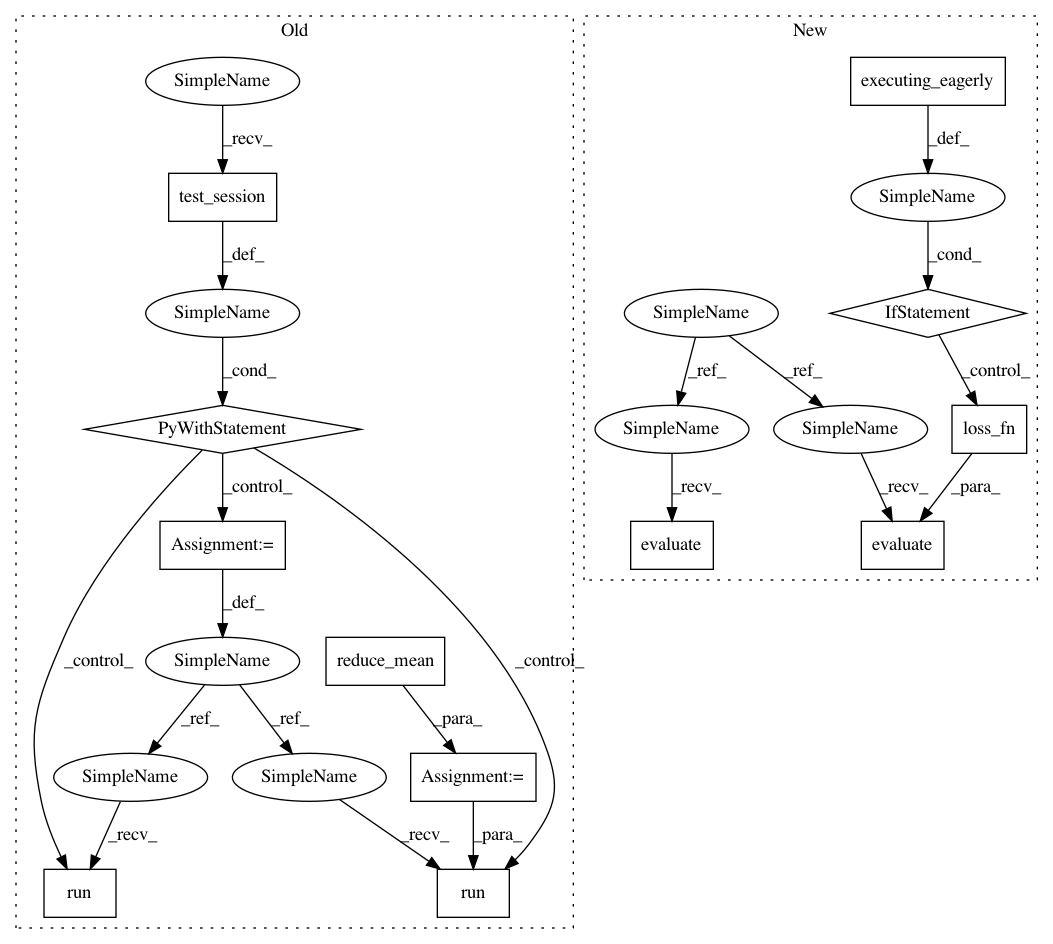 Old
SimpleName
_recv_
test_session
_def_
SimpleName
_cond_
PyWithStatement
_control_
Assignment:=
_def_
_control_
SimpleName
reduce_mean
_control_
_ref_
_ref_
_para_
SimpleName
SimpleName
Assignment:=
_recv_
_recv_
_para_
run
run
New
executing_eagerly
_def_
SimpleName
_cond_
SimpleName
IfStatement
_ref_
_ref_
_control_
SimpleName
SimpleName
loss_fn
_recv_
_recv_
_para_
evaluate
evaluate